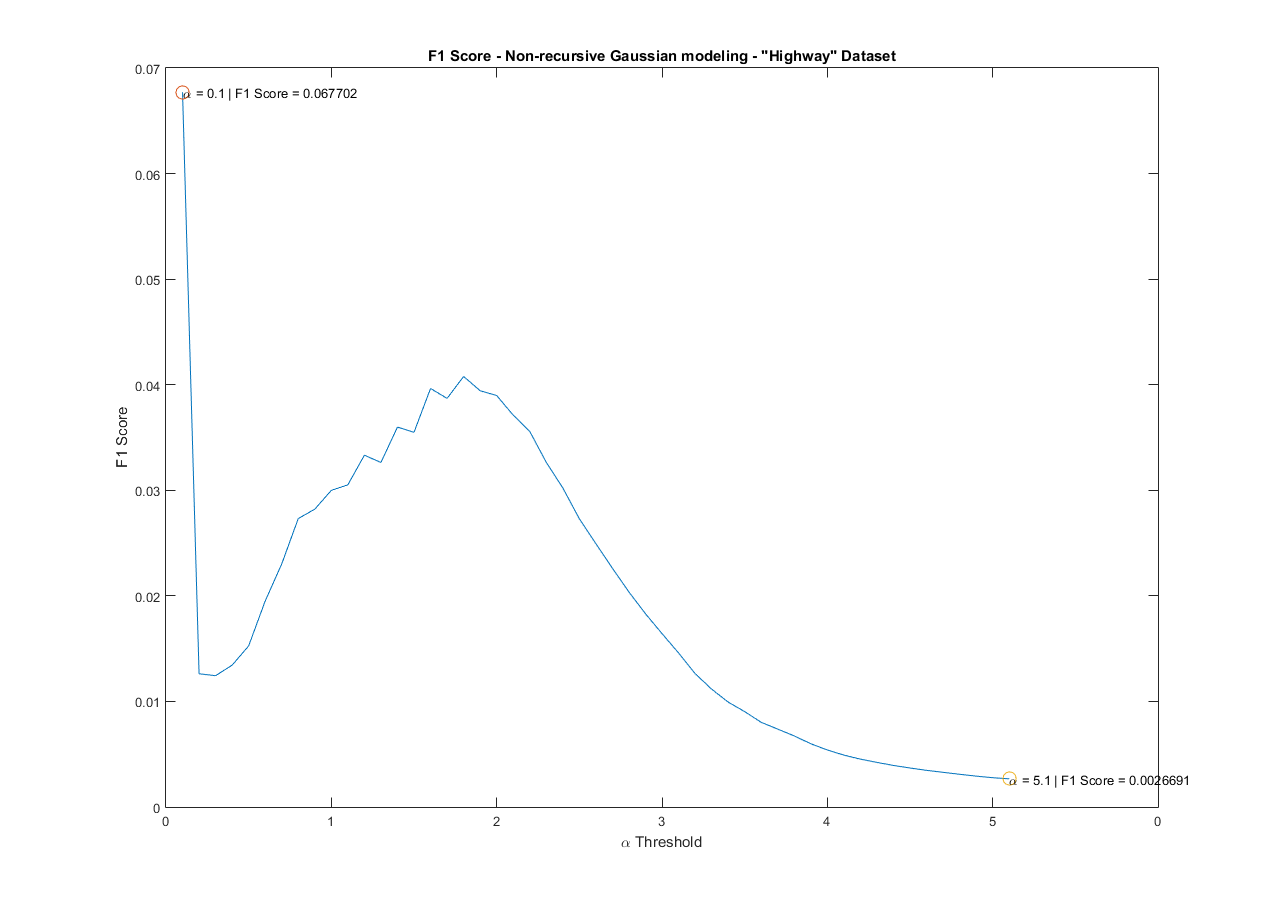 F1 Score - Non-recursive Gaussian modeling - "Highway" Dataset
0.07
α = 0.1 | F1 Score = 0.067702
0.06
0.05
0.04
F1 Score
0.03
0.02
0.01
α = 5.1 | F1 Score = 0.0026691
0
0 1 2 3 4 5 0
α Threshold